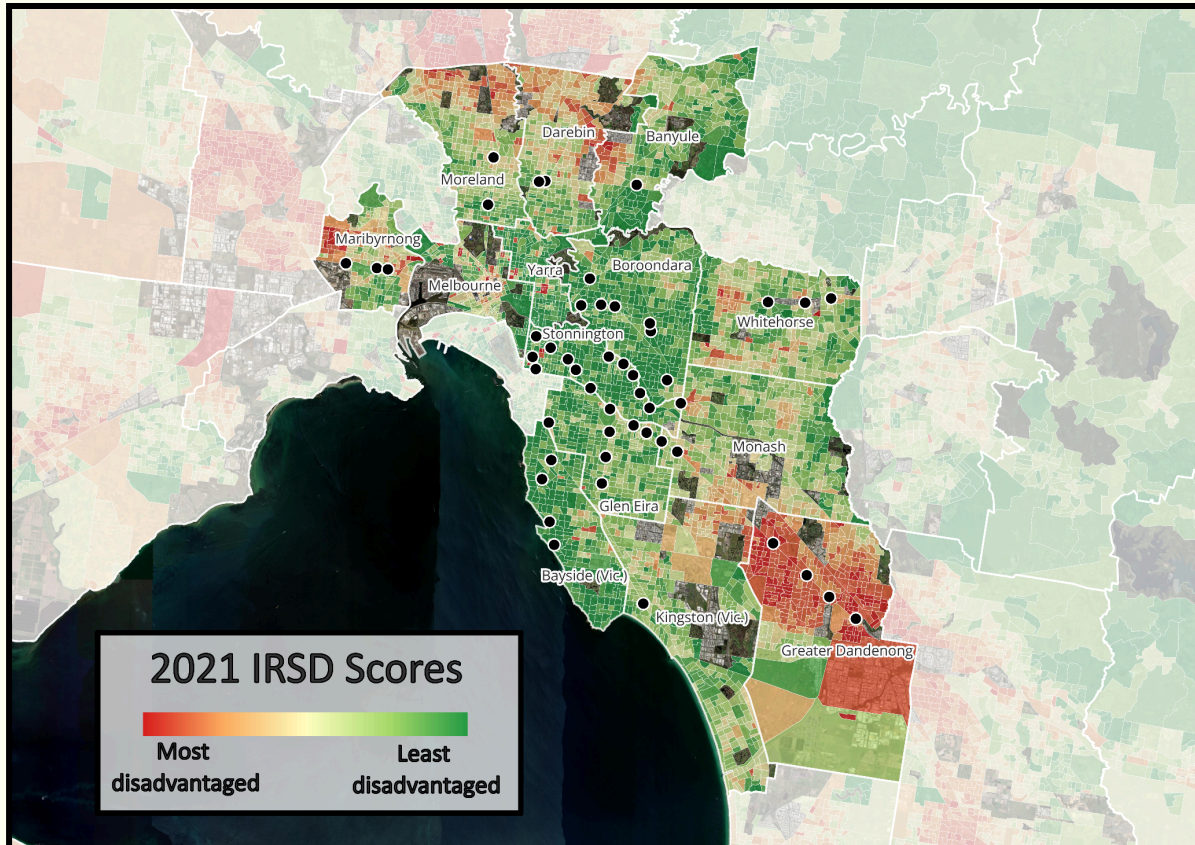 Darebin
Banyule
Moreland
Maribyrnong
Yarra
Boroondara
Melbourne
Whitehorse
Stonnington
Monash
Glen Eira
Bayside (Vic.)
Kingston (Vic.)
Greater Dandenong
2021 IRSD Scores
Most
disadvantaged
Least
disadvantaged